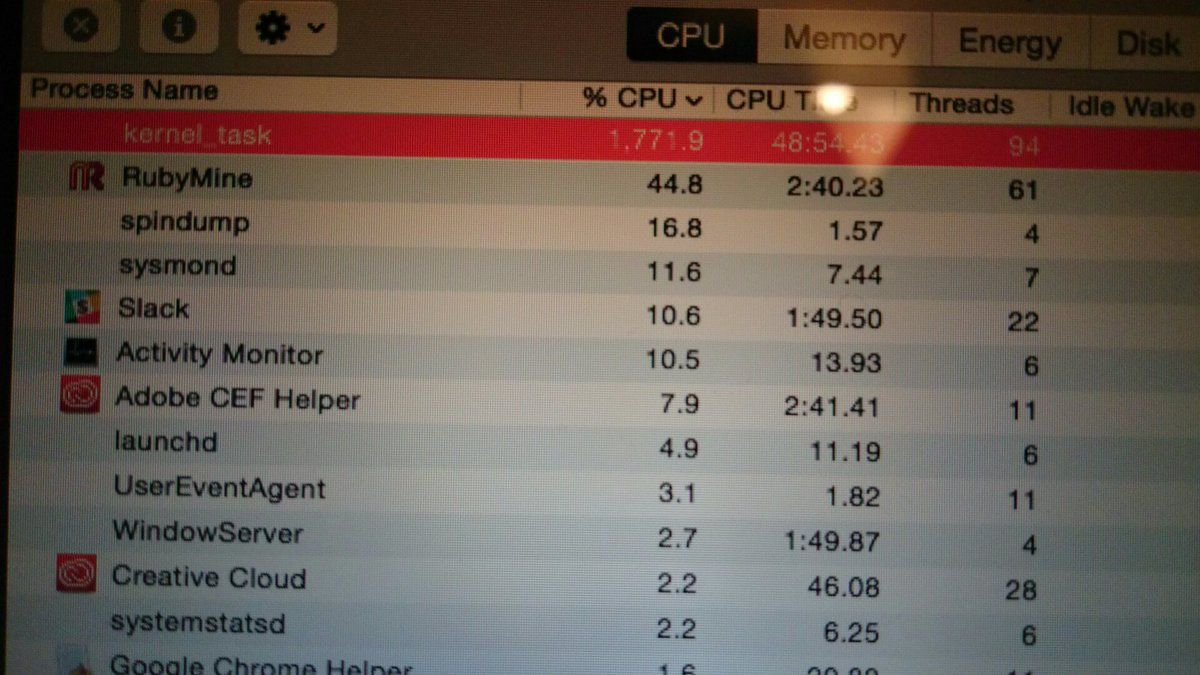 CPU Memory Energy Disk
Process Name % CPU CPU Threads Idle Wake
kernel_task 1,771.9 48:54.43 94
RubyMine 44.8 2:40.23 61
spindump 16.8 1.57 4
sysmond 11.6 7.44 7
Slack 10.6 1:49.50 22
Activity Monitor 10.5 13.93 6
Adobe CEF Helper 7.9 2:41.41 11
launchd 4.9 11.19 6
UserEventAgent 3.1 1.82 11
WindowServer 2.7 1:49.87 4
Creative Cloud 2.2 46.08 28
systemstatsd 2.2 6.25 6
Google Chrome Helper 1.6